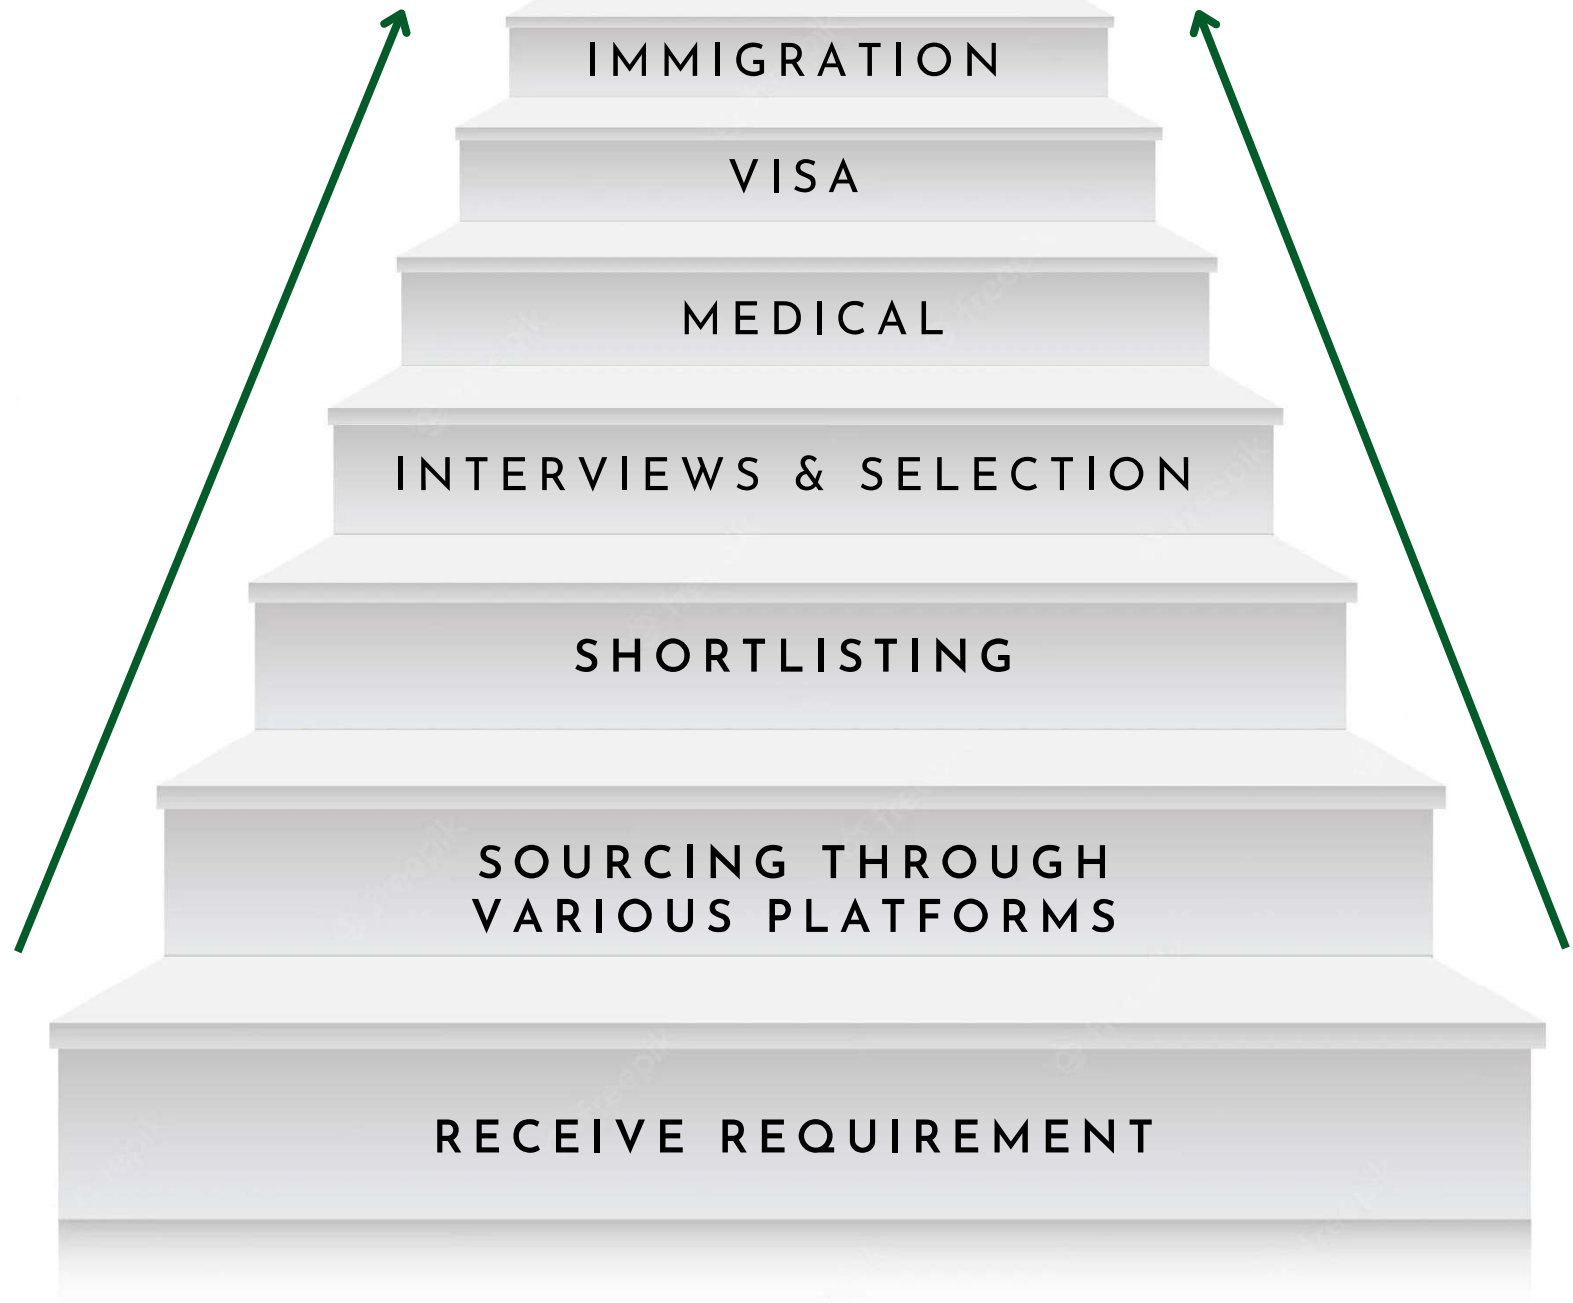 IMMIGRATION
VISA
MEDICAL
INTERVIEWS & SELECTION
SHORTLISTING
SOURCING THROUGH
VARIOUS PLATFORMS
RECEIVE REQUIREMENT